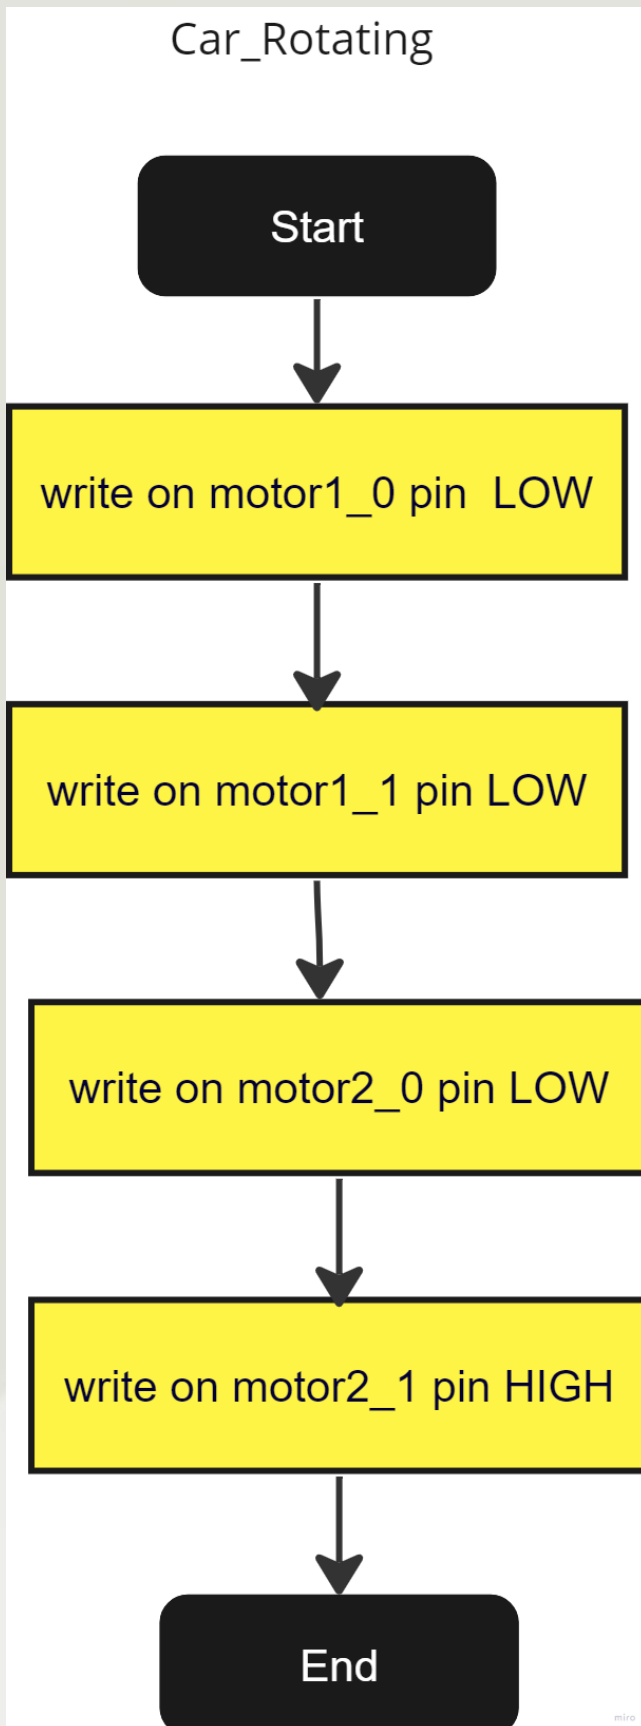 Car_Rotating
Start
write on motor1_0 pin  LOW
write on motor1_1 pin LOW
write on motor2_0 pin LOW
write on motor2_1 pin HIGH
End
miro